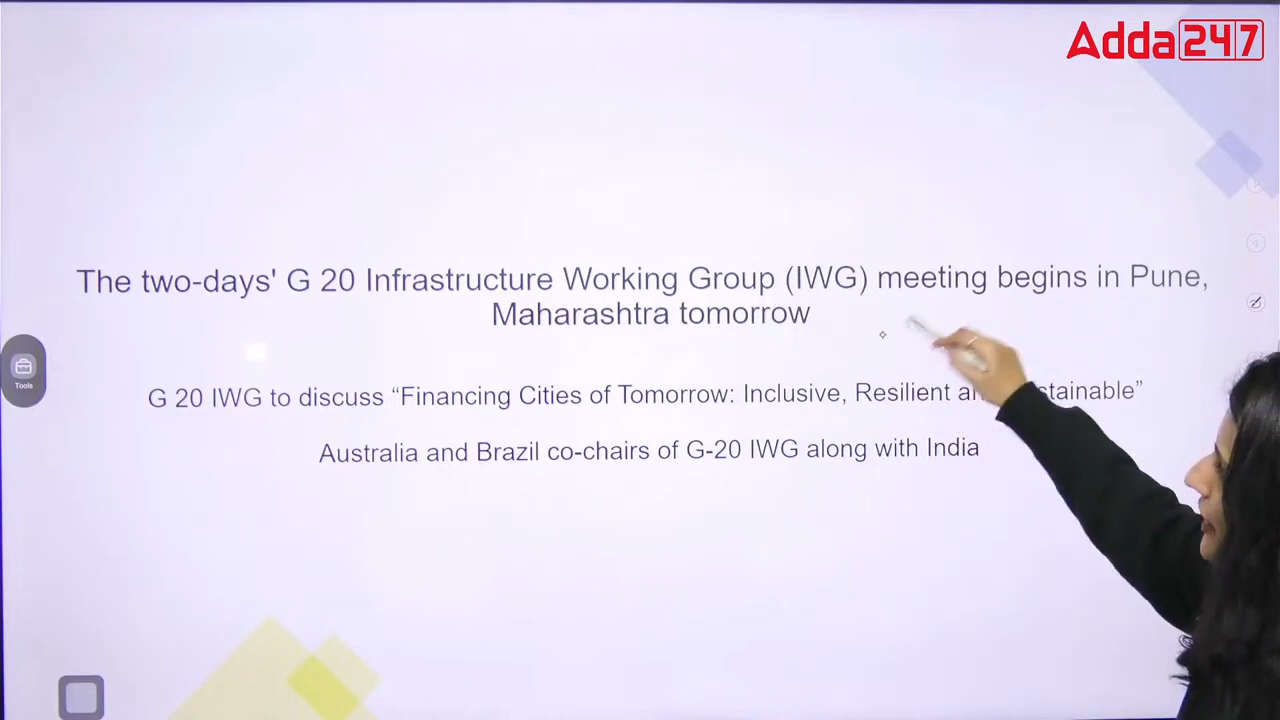 Adda247
The two-days' G 20 Infrastructure Working Group (IWG) meeting begins in Pune,
Maharashtra tomorrow
Tools
G 20 IWG to discuss “Financing Cities of Tomorrow: Inclusive, Resilient
Australia and Brazil co-chairs of G-20 IWG along with India